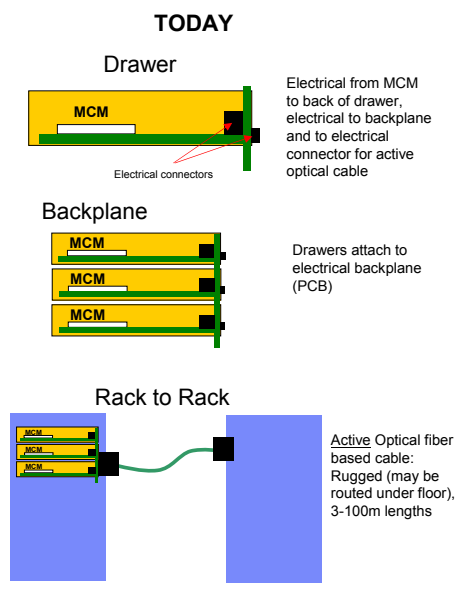 TODAY
Drawer
MCM
Electrical connectors
Electrical from MCM
to back of drawer,
electrical to backplane
and to electrical
connector for active
optical cable
Backplane
MCM
MCM
MCM
Drawers attach to
electrical backplane
(PCB)
Rack to Rack
MCM
MCM
MCM
Active Optical fiber
based cable:
Rugged (may be
routed under floor),
3-100m lengths